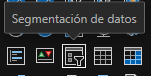 Segmentación de datos